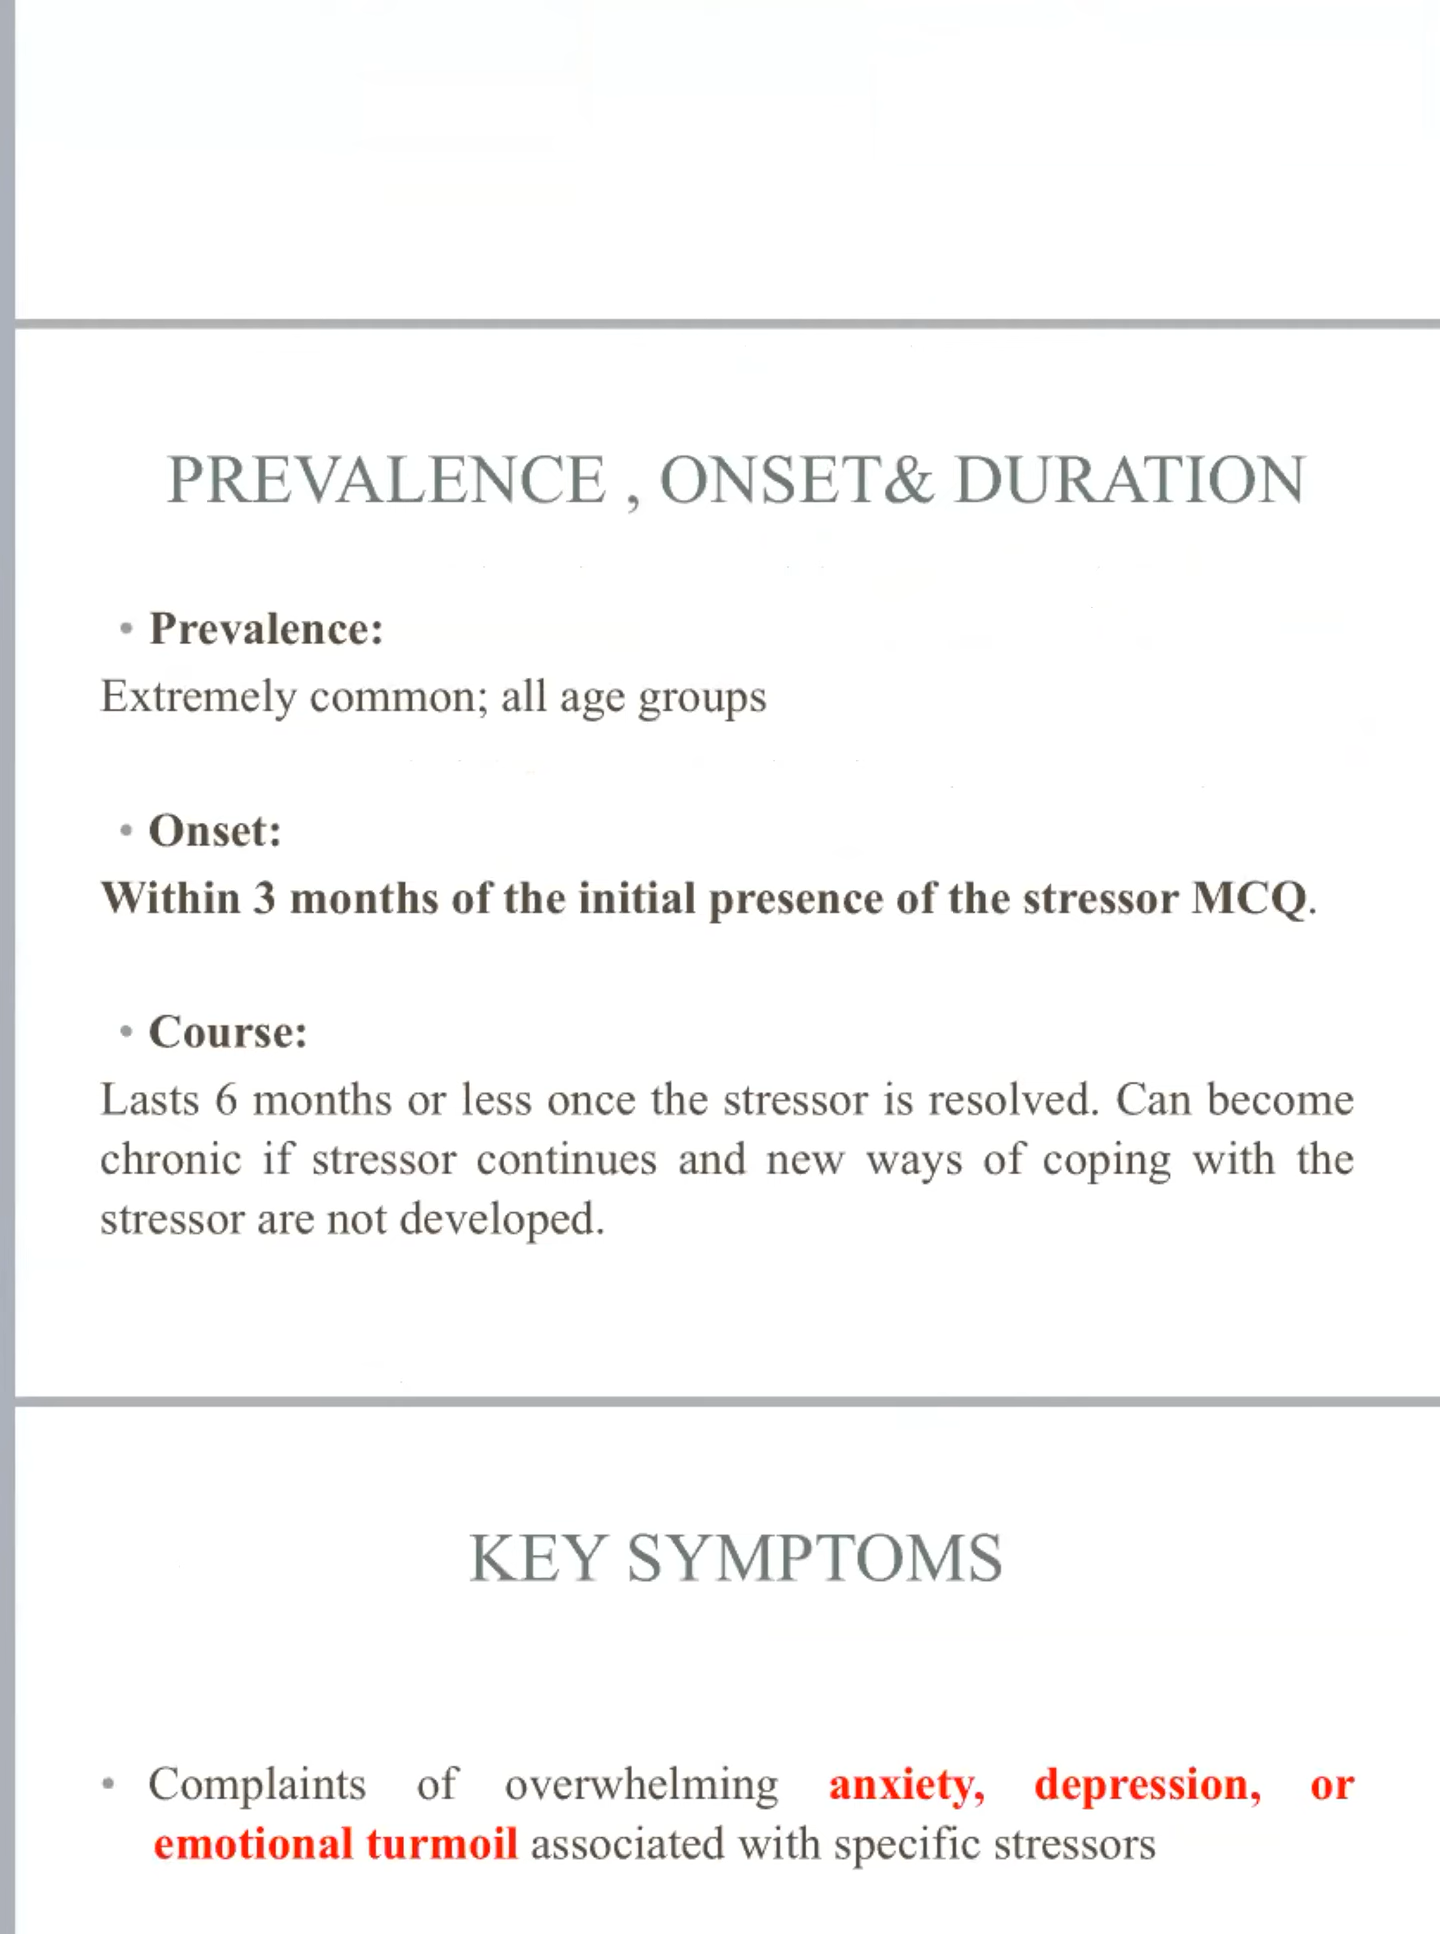 PREVALENCE , ONSET& DURATION
• Prevalence:
Extremely common; all age groups
• Onset:
Within 3 months of the initial presence of the stressor MCQ.
• Course:
Lasts 6 months or less once the stressor is resolved. Can become
chronic if stressor continues and new ways of coping with the
stressor are not developed.
KEY SYMPTOMS
• Complaints of overwhelming anxiety, depression, or
emotional turmoil associated with specific stressors